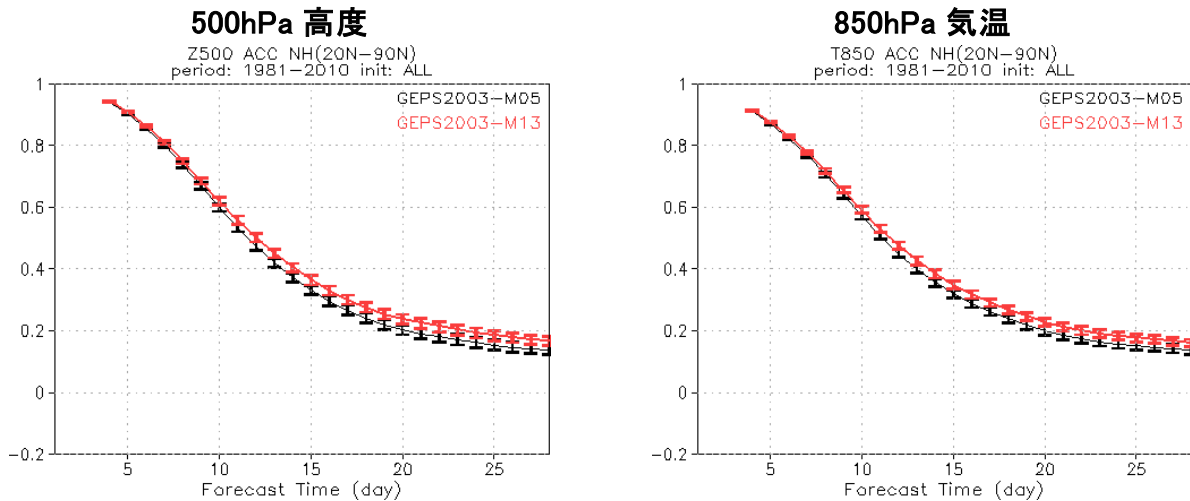 500hPa 高度
Z500 ACC NH(20N-90N)
period: 1981-2010 init: ALL
GEPS2003-M05
GEPS2003-M13
1
0.8
0.6
0.4
0.2
0
-0.2
5 10 15 20 25
Forecast Time (day)
850hPa 気温
T850 ACC NH(20N-90N)
period: 1981-2010 init: ALL
GEPS2003-M05
GEPS2003-M13
1
0.8
0.6
0.4
0.2
0
-0.2
5 10 15 20 25
Forecast Time (day)